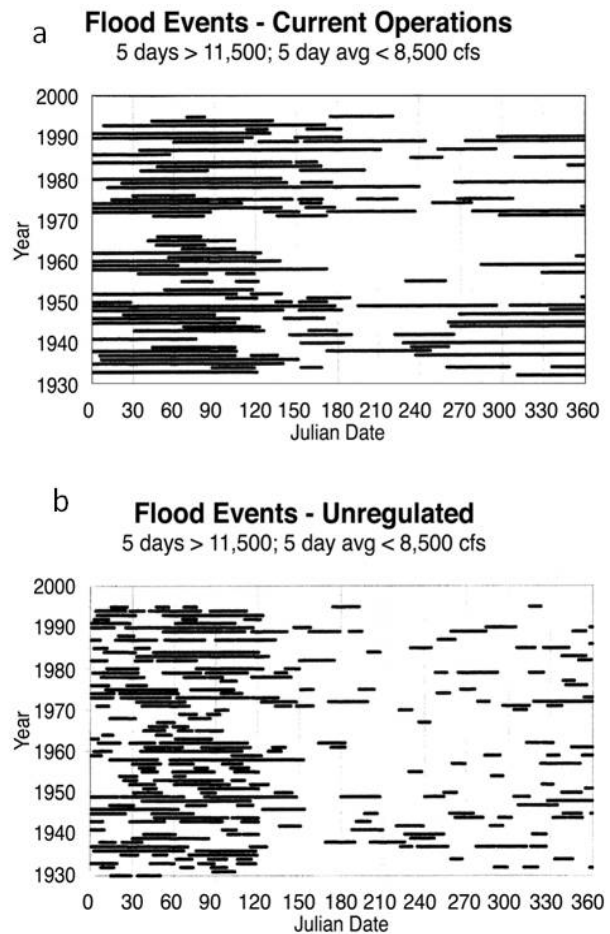 a
Flood Events - Current Operations
5 days > 11,500; 5 day avg < 8,500 cfs
2000
1990
1980
1970
1960
1950
1940
1930
Year
0 30 60 90 120 150 180 210 240 270 300 330 360
Julian Date
b
Flood Events - Unregulated
5 days > 11,500; 5 day avg < 8,500 cfs
2000
1990
1980
1970
1960
1950
1940
1930
Year
0 30 60 90 120 150 180 210 240 270 300 330 360
Julian Date